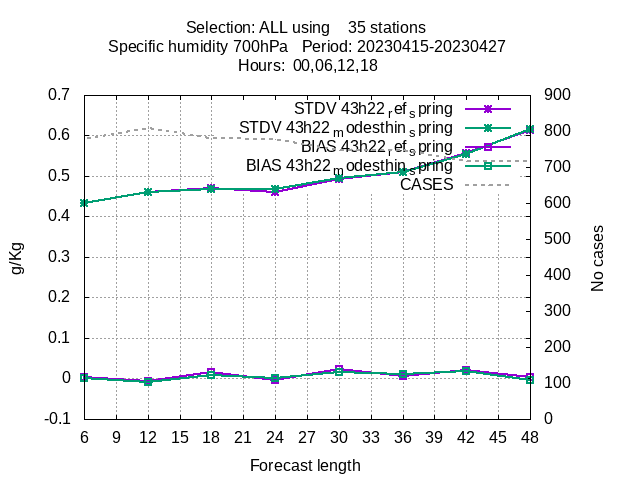 Selection: ALL using    35 stations
Specific humidity 700hPa   Period: 20230415-20230427
Hours:  00,06,12,18
STDV 43h22_ref_spring
STDV 43h22_modesthin_spring
BIAS 43h22_ref_spring
BIAS 43h22_modesthin_spring
CASES
g/Kg
0.7
0.6
0.5
0.4
0.3
0.2
0.1
0
-0.1
No cases
900
800
700
600
500
400
300
200
100
0
6 9 12 15 18 21 24 27 30 33 36 39 42 45 48
Forecast length